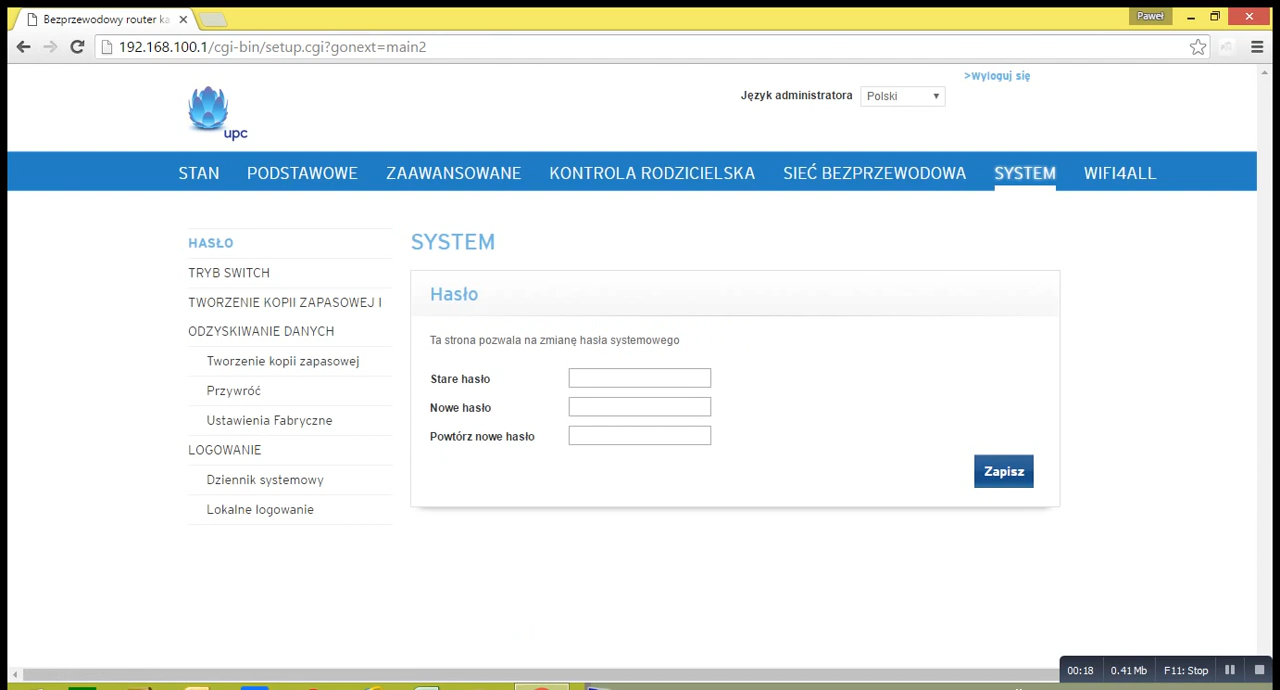 Bezprzewodowy router ka
Paweł
192.168.100.1/cgi-bin/setup.cgi?gonext=main2
>Wyloguj się
Język administratora Polski
upc
STAN PODSTAWOWE ZAAWANSOWANE KONTROLA RODZICIELSKA SIEĆ BEZPRZEWODOWA SYSTEM WIFI4ALL
HASŁO
TRYB SWITCH
TWORZENIE KOPII ZAPASOWEJ I
ODZYSKIWANIE DANYCH
Tworzenie kopii zapasowej
Przywróć
Ustawienia Fabryczne
LOGOWANIE
Dziennik systemowy
Lokalne logowanie
SYSTEM
Hasło
Ta strona pozwala na zmianę hasła systemowego
Stare hasło
Nowe hasło
Powtórz nowe hasło
Zapisz
00:18 0.41 Mb F11: Stop